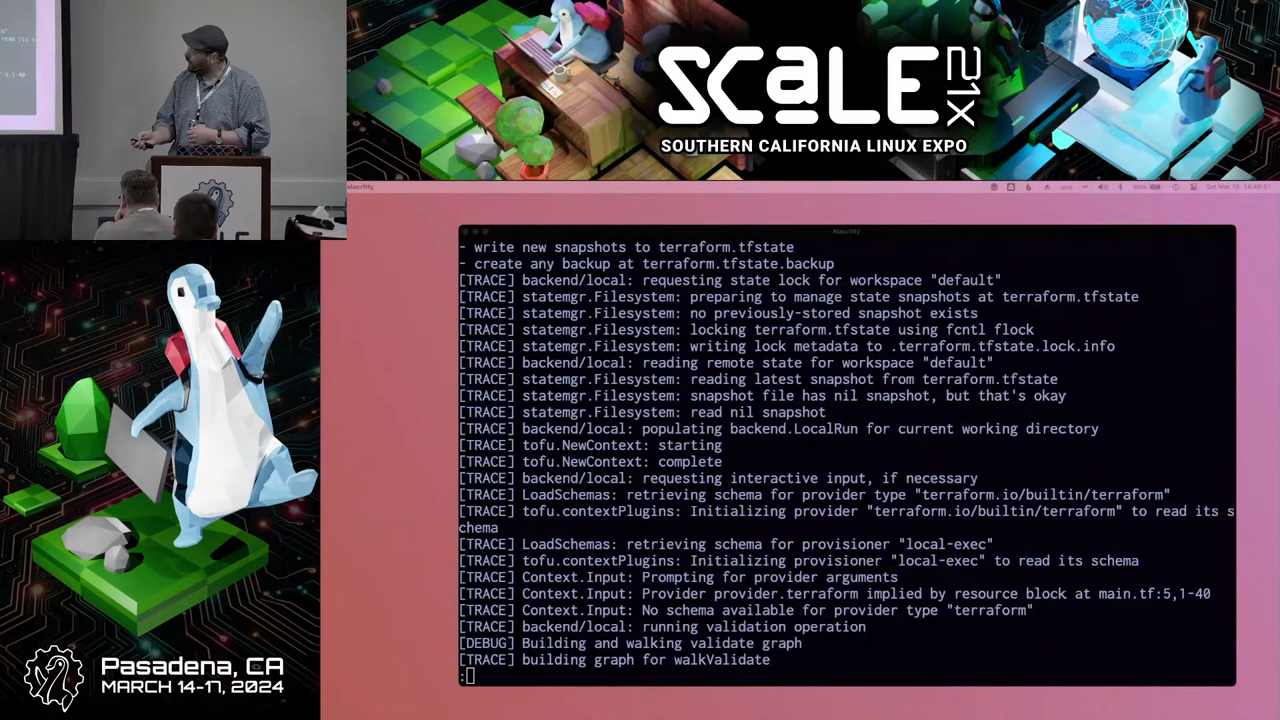 SCaLE 21x
SOUTHERN CALIFORNIA LINUX EXPO
alacritty
Sat Mar 16 14:48:51
Alacritty
- write new snapshots to terraform.tfstate
- create any backup at terraform.tfstate.backup
[TRACE] backend/local: requesting state lock for workspace "default"
[TRACE] statemgr.Filesystem: preparing to manage state snapshots at terraform.tfstate
[TRACE] statemgr.Filesystem: no previously-stored snapshot exists
[TRACE] statemgr.Filesystem: locking terraform.tfstate using fcntl flock
[TRACE] statemgr.Filesystem: writing lock metadata to .terraform.tfstate.lock.info
[TRACE] backend/local: reading remote state for workspace "default"
[TRACE] statemgr.Filesystem: reading latest snapshot from terraform.tfstate
[TRACE] statemgr.Filesystem: snapshot file has nil snapshot, but that's okay
[TRACE] statemgr.Filesystem: read nil snapshot
[TRACE] backend/local: populating backend.LocalRun for current working directory
[TRACE] tofu.NewContext: starting
[TRACE] tofu.NewContext: complete
[TRACE] backend/local: requesting interactive input, if necessary
[TRACE] LoadSchemas: retrieving schema for provider type "terraform.io/builtin/terraform"
[TRACE] tofu.contextPlugins: Initializing provider "terraform.io/builtin/terraform" to read its s
chema
[TRACE] LoadSchemas: retrieving schema for provisioner "local-exec"
[TRACE] tofu.contextPlugins: Initializing provisioner "local-exec" to read its schema
[TRACE] Context.Input: Prompting for provider arguments
[TRACE] Context.Input: Provider provider.terraform implied by resource block at main.tf:5,1-40
[TRACE] Context.Input: No schema available for provider type "terraform"
[TRACE] backend/local: running validation operation
[DEBUG] Building and walking validate graph
[TRACE] building graph for walkValidate
:
Pasadena, CA
MARCH 14-17, 2024